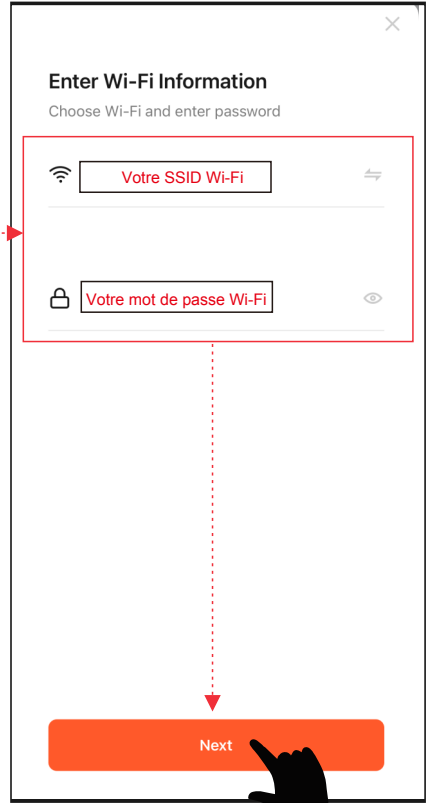 Enter Wi-Fi Information
Choose Wi-Fi and enter password
Votre SSID Wi-Fi
Votre mot de passe Wi-Fi
Next